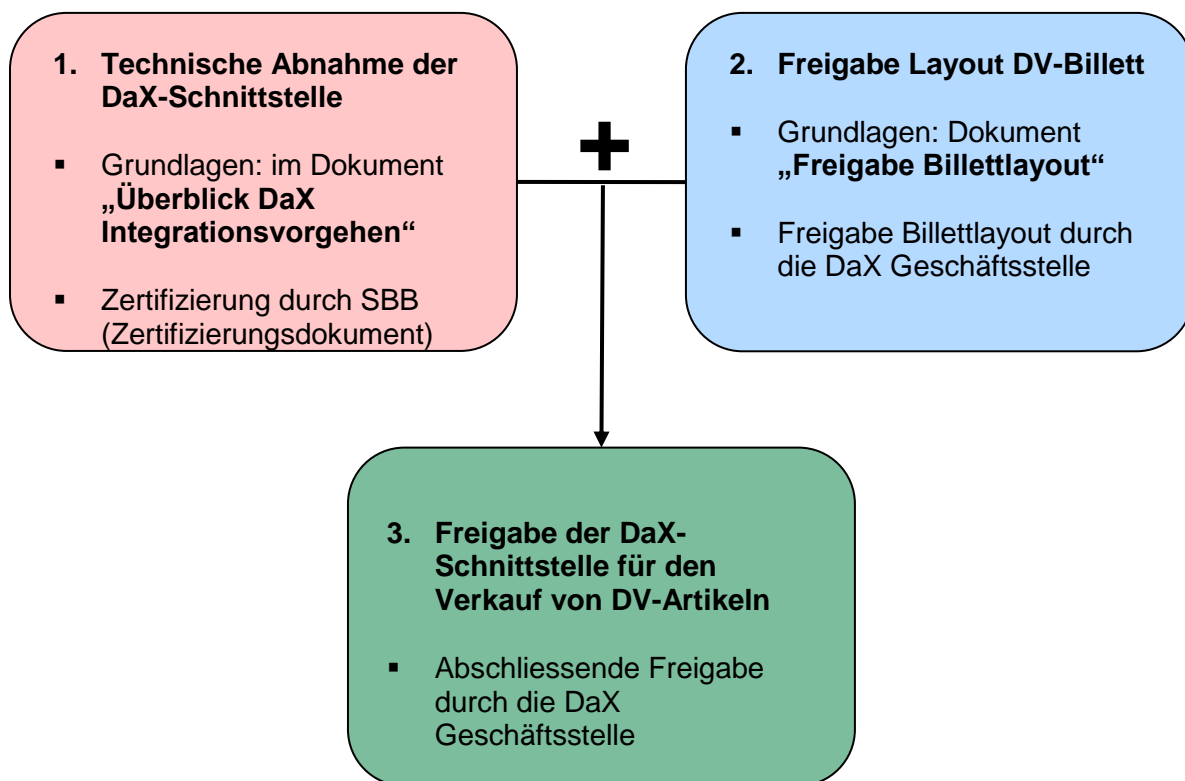 1. Technische Abnahme der
DaX-Schnittstelle
▪ Grundlagen: im Dokument
„Überblick DaX
Integrationsvorgehen“
▪ Zertifizierung durch SBB
(Zertifizierungsdokument)
+
2. Freigabe Layout DV-Billett
▪ Grundlagen: Dokument
„Freigabe Billettlayout“
▪ Freigabe Billettlayout durch
die DaX Geschäftsstelle
3. Freigabe der DaX-
Schnittstelle für den
Verkauf von DV-Artikeln
▪ Abschliessende Freigabe
durch die DaX
Geschäftsstelle